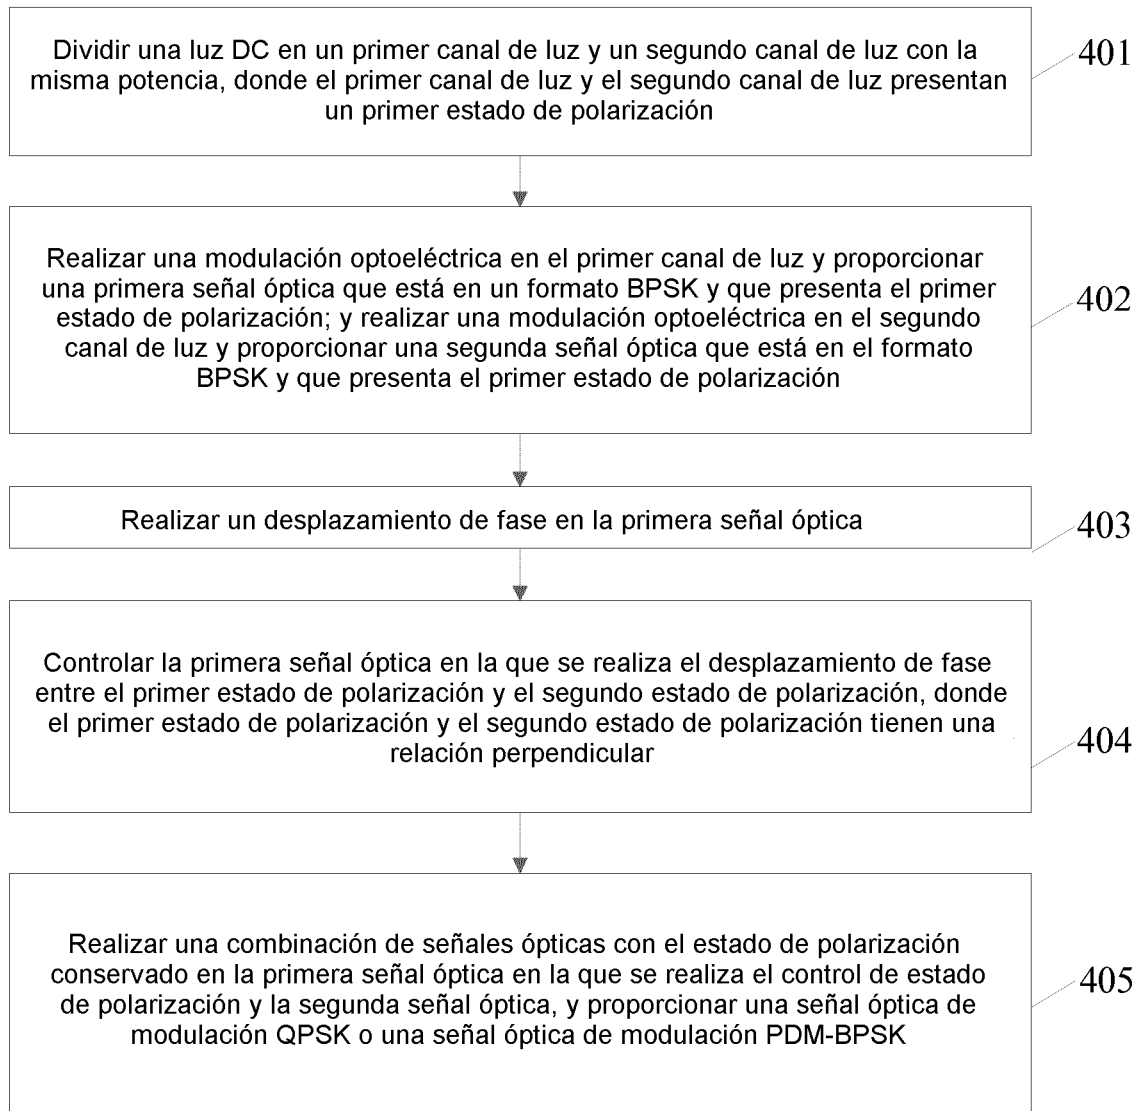 Dividir una luz DC en un primer canal de luz y un segundo canal de luz con la
misma potencia, donde el primer canal de luz y el segundo canal de luz presentan
un primer estado de polarización
401
Realizar una modulación optoeléctrica en el primer canal de luz y proporcionar
una primera señal óptica que está en un formato BPSK y que presenta el primer
estado de polarización; y realizar una modulación optoeléctrica en el segundo
canal de luz y proporcionar una segunda señal óptica que está en el formato
BPSK y que presenta el primer estado de polarización
402
Realizar un desplazamiento de fase en la primera señal óptica
403
Controlar la primera señal óptica en la que se realiza el desplazamiento de fase
entre el primer estado de polarización y el segundo estado de polarización, donde
el primer estado de polarización y el segundo estado de polarización tienen una
relación perpendicular
404
Realizar una combinación de señales ópticas con el estado de polarización
conservado en la primera señal óptica en la que se realiza el control de estado
de polarización y la segunda señal óptica, y proporcionar una señal óptica de
modulación QPSK o una señal óptica de modulación PDM-BPSK
405